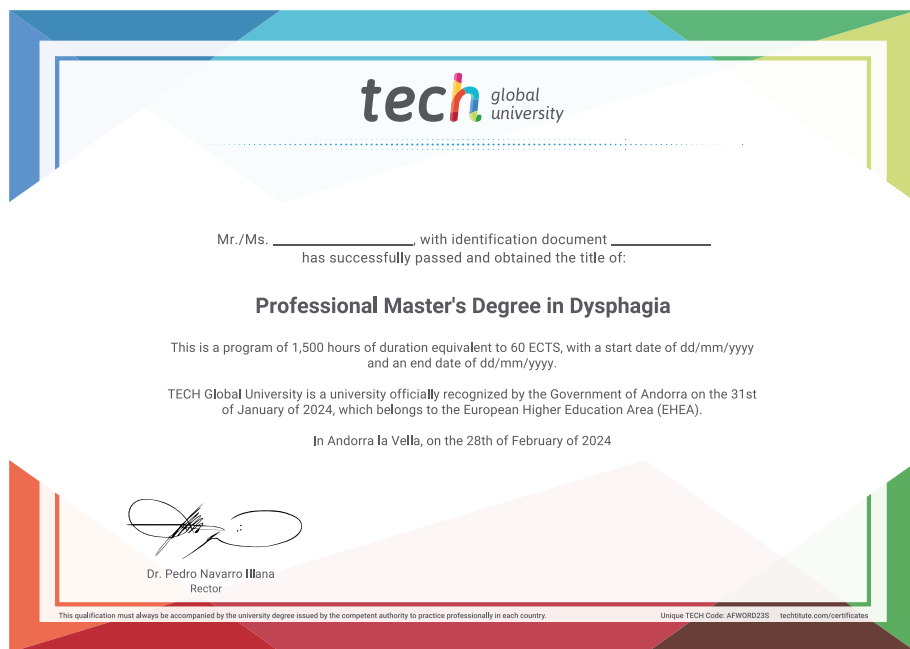 tech global
university
Mr./Ms. ____________, with identification document ____________
has successfully passed and obtained the title of:
Professional Master's Degree in Dysphagia
This is a program of 1,500 hours of duration equivalent to 60 ECTS, with a start date of dd/mm/yyyy
and an end date of dd/mm/yyyy.
TECH Global University is a university officially recognized by the Government of Andorra on the 31st
of January of 2024, which belongs to the European Higher Education Area (EHEA).
In Andorra la Vella, on the 28th of February of 2024
Dr. Pedro Navarro Illana
Rector
This qualification must always be accompanied by the university degree issued by the competent authority to practice professionally in each country.
Unique TECH Code: AFWORD23S techtitute.com/certificates